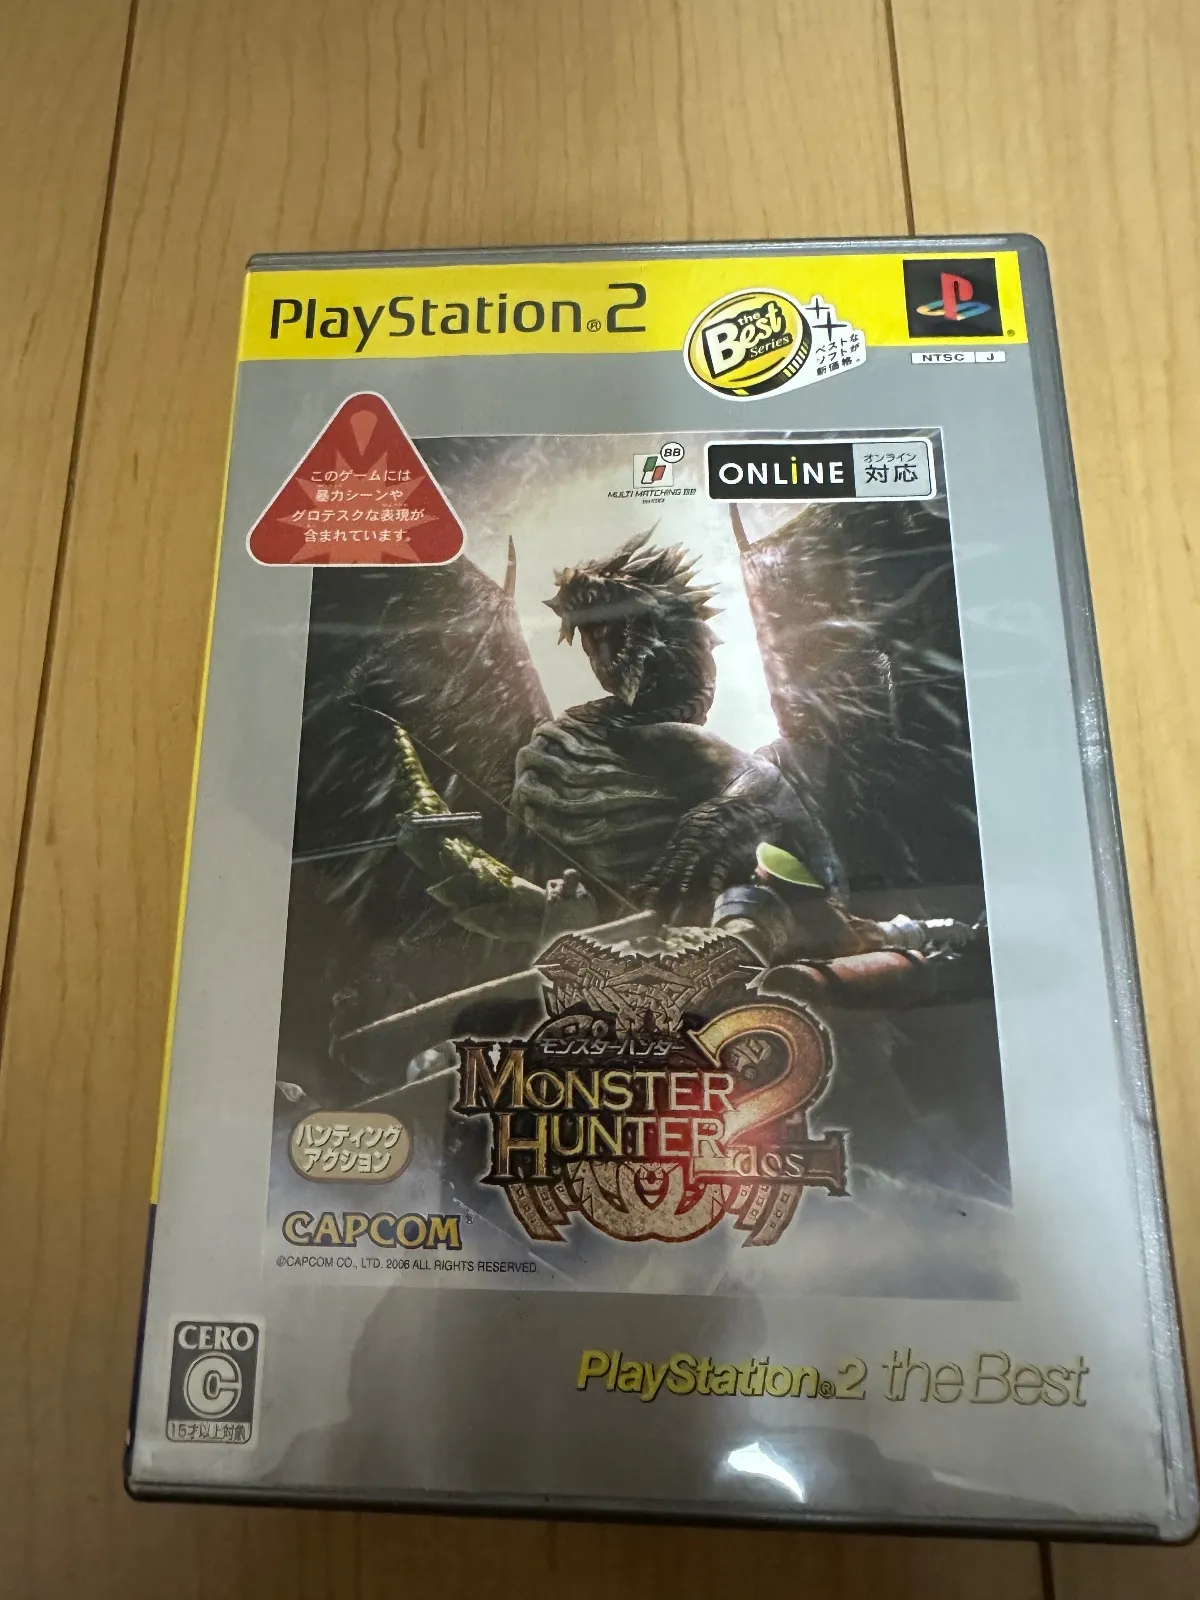 PlayStation®2
the
Best
Series
ベストな
ソフトが
新価格。
NTSC J
このゲームには
暴力シーンや
グロテスクな表現が
含まれています。
BB
MULTI MATCHING BB
ONLiNE
オンライン
対応
モンスターハンター
MONSTER
HUNTER 2
dos
ハンティング
アクション
CAPCOM®
©CAPCOM CO., LTD. 2006 ALL RIGHTS RESERVED.
CERO
C
15才以上対象
PlayStation®2 the Best